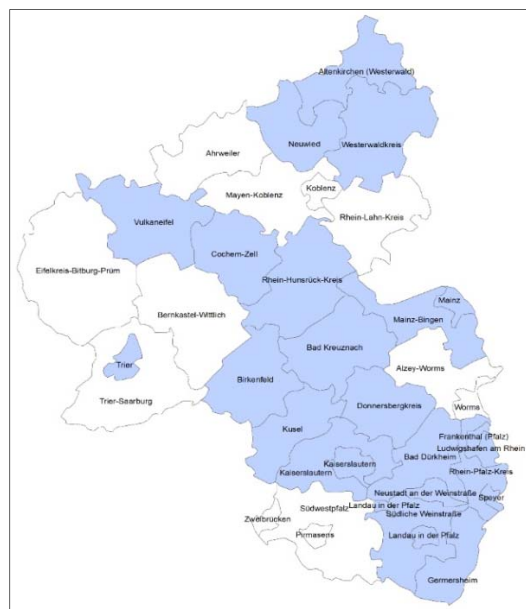 Altenkirchen (Westerwald)
Neuwied
Westerwaldkreis
Ahrweiler
Mayen-Koblenz
Koblenz
Rhein-Lahn-Kreis
Vulkaneifel
Cochem-Zell
Eifelkreis-Bitburg-Prüm
Rhein-Hunsrück-Kreis
Bernkastel-Wittlich
Mainz
Mainz-Bingen
Bad Kreuznach
Trier
Alzey-Worms
Birkenfeld
Trier-Saarburg
Donnersbergkreis
Worms
Kusel
Frankenthal (Pfalz)
Ludwigshafen am Rhein
Bad Dürkheim
Kaiserslautern
Kaiserslautern
Rhein-Pfalz-Kreis
Neustadt an der Weinstraße
Speyer
Landau in der Pfalz
Südwestpfalz
Südliche Weinstraße
Zweibrücken
Pirmasens
Landau in der Pfalz
Germersheim